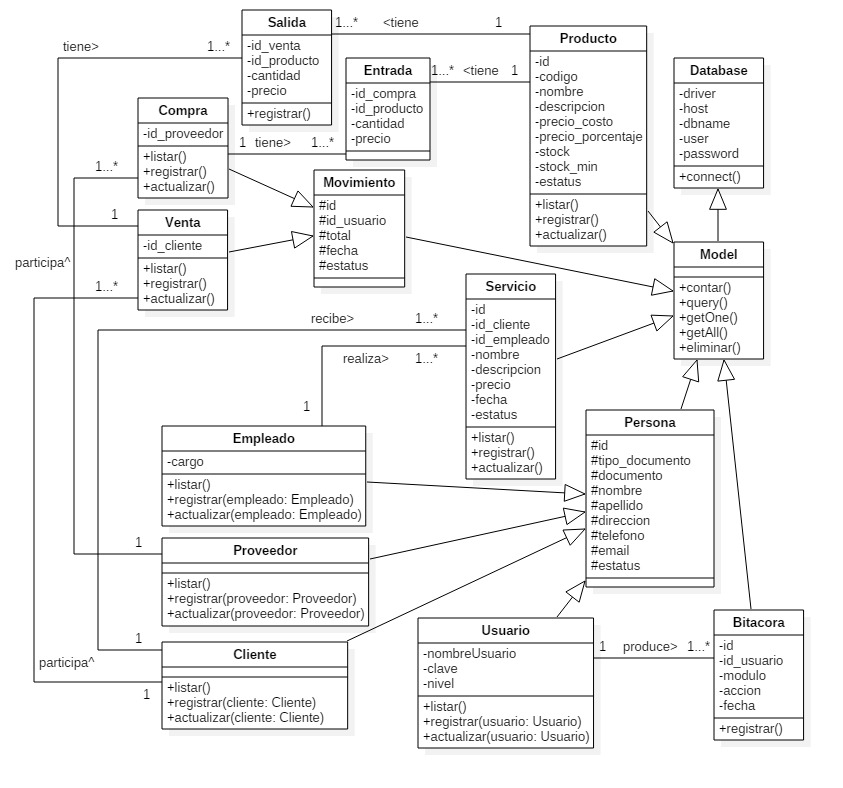 Salida
-id_venta
-id_producto
-cantidad
-precio
+registrar()
1...*
<tiene
1
tiene>
1...*
Producto
-id
-codigo
-nombre
-descripcion
-precio_costo
-precio_porcentaje
-stock
-stock_min
-estatus
+listar()
+registrar()
+actualizar()
Entrada
-id_compra
-id_producto
-cantidad
-precio
1...*
<tiene
1
Database
-driver
-host
-dbname
-user
-password
+connect()
Compra
-id_proveedor
+listar()
+registrar()
+actualizar()
1
tiene>
1...*
1...*
Movimiento
#id
#id_usuario
#total
#fecha
#estatus
1
Venta
-id_cliente
+listar()
+registrar()
+actualizar()
participa^
1...*
Model
+contar()
+query()
+getOne()
+getAll()
+eliminar()
Servicio
-id
-id_cliente
-id_empleado
-nombre
-descripcion
-precio
-fecha
-estatus
+listar()
+registrar()
+actualizar()
recibe>
1...*
realiza>
1...*
1
Empleado
-cargo
+listar()
+registrar(empleado: Empleado)
+actualizar(empleado: Empleado)
Persona
#id
#tipo_documento
#documento
#nombre
#apellido
#direccion
#telefono
#email
#estatus
1
Proveedor
+listar()
+registrar(proveedor: Proveedor)
+actualizar(proveedor: Proveedor)
1
participa^
1
Cliente
+listar()
+registrar(cliente: Cliente)
+actualizar(cliente: Cliente)
Usuario
-nombreUsuario
-clave
-nivel
+listar()
+registrar(usuario: Usuario)
+actualizar(usuario: Usuario)
1
produce>
1...*
Bitacora
-id
-id_usuario
-modulo
-accion
-fecha
+registrar()